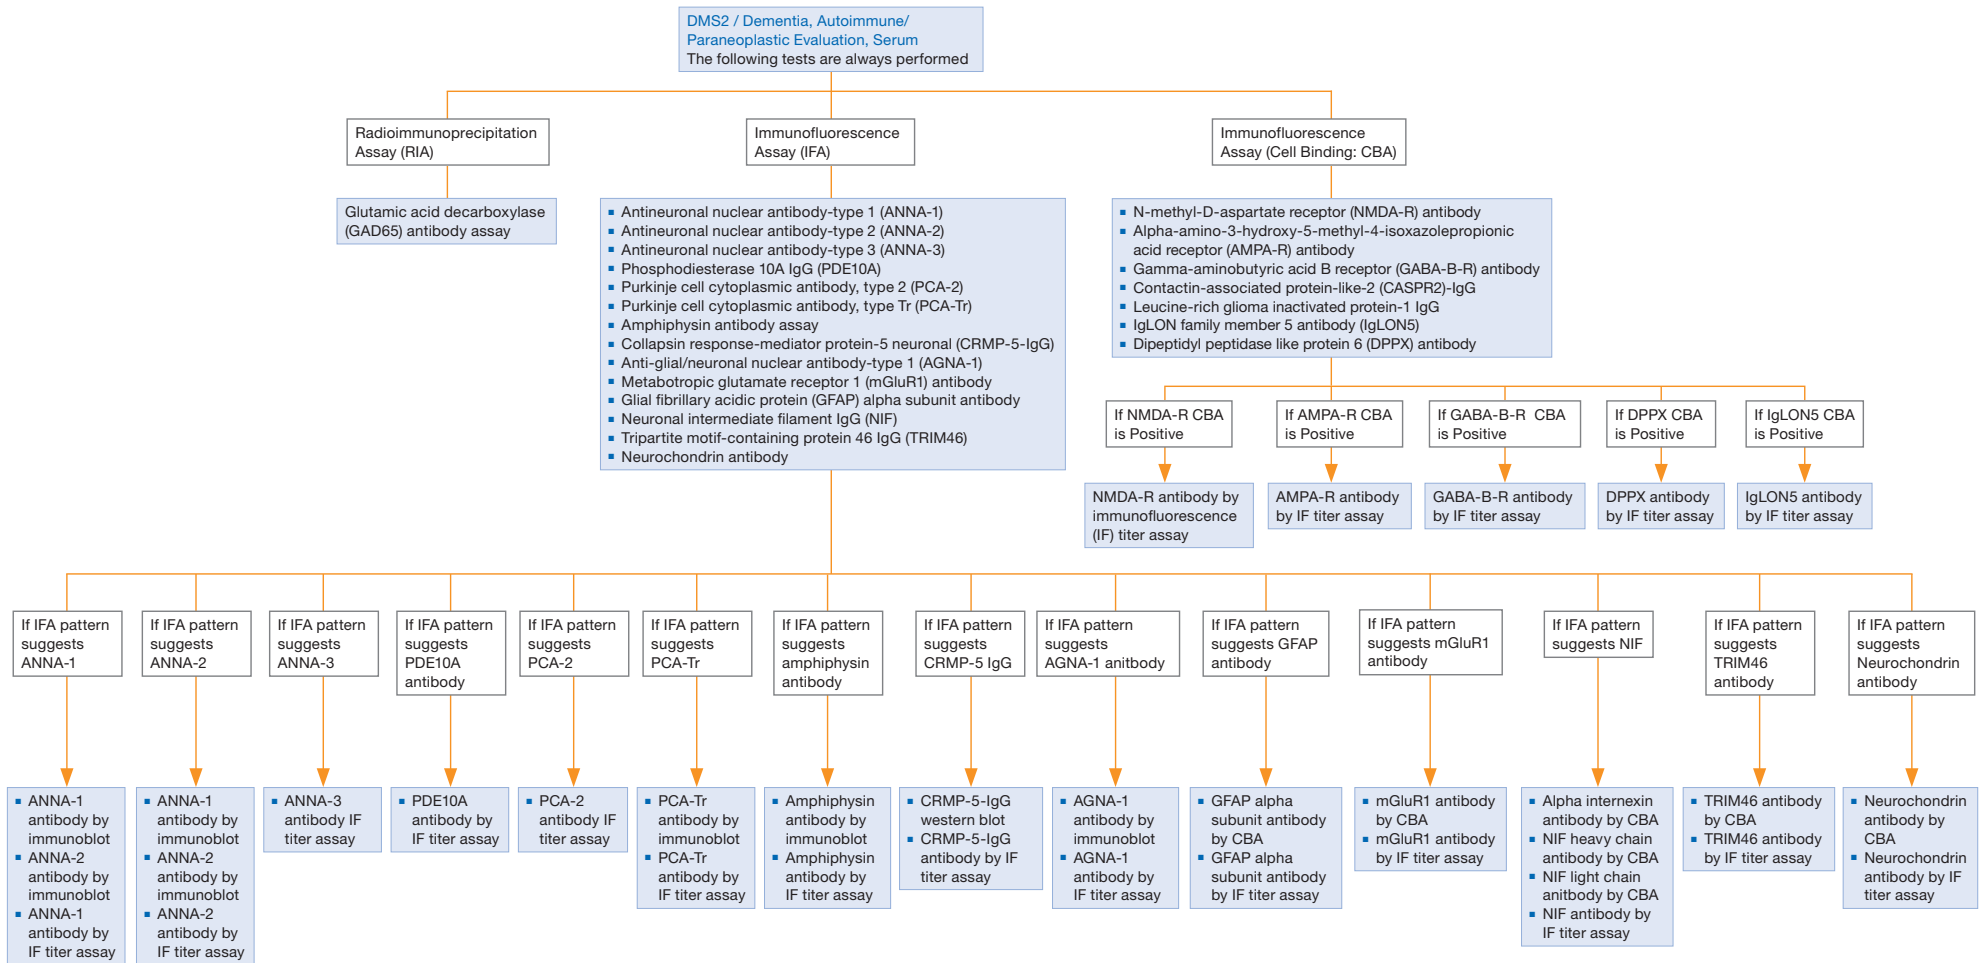 DMS2 / Dementia, Autoimmune/
Paraneoplastic Evaluation, Serum
The following tests are always performed
Radioimmunoprecipitation
Assay (RIA)
Immunofluorescence
Assay (IFA)
Immunofluorescence
Assay (Cell Binding: CBA)
Glutamic acid decarboxylase
(GAD65) antibody assay
▪ Antineuronal nuclear antibody-type 1 (ANNA-1)
▪ Antineuronal nuclear antibody-type 2 (ANNA-2)
▪ Antineuronal nuclear antibody-type 3 (ANNA-3)
▪ Phosphodiesterase 10A IgG (PDE10A)
▪ Purkinje cell cytoplasmic antibody, type 2 (PCA-2)
▪ Purkinje cell cytoplasmic antibody, type Tr (PCA-Tr)
▪ Amphiphysin antibody assay
▪ Collapsin response-mediator protein-5 neuronal (CRMP-5-IgG)
▪ Anti-glial/neuronal nuclear antibody-type 1 (AGNA-1)
▪ Metabotropic glutamate receptor 1 (mGluR1) antibody
▪ Glial fibrillary acidic protein (GFAP) alpha subunit antibody
▪ Neuronal intermediate filament IgG (NIF)
▪ Tripartite motif-containing protein 46 IgG (TRIM46)
▪ Neurochondrin antibody
▪ N-methyl-D-aspartate receptor (NMDA-R) antibody
▪ Alpha-amino-3-hydroxy-5-methyl-4-isoxazolepropionic
acid receptor (AMPA-R) antibody
▪ Gamma-aminobutyric acid B receptor (GABA-B-R) antibody
▪ Contactin-associated protein-like-2 (CASPR2)-IgG
▪ Leucine-rich glioma inactivated protein-1 IgG
▪ IgLON family member 5 antibody (IgLON5)
▪ Dipeptidyl peptidase like protein 6 (DPPX) antibody
If NMDA-R CBA
is Positive
If AMPA-R CBA
is Positive
If GABA-B-R CBA
is Positive
If DPPX CBA
is Positive
If IgLON5 CBA
is Positive
NMDA-R antibody by
immunofluorescence
(IF) titer assay
AMPA-R antibody
by IF titer assay
GABA-B-R antibody
by IF titer assay
DPPX antibody
by IF titer assay
IgLON5 antibody
by IF titer assay
If IFA pattern
suggests
ANNA-1
If IFA pattern
suggests
ANNA-2
If IFA pattern
suggests
ANNA-3
If IFA pattern
suggests
PDE10A
antibody
If IFA pattern
suggests
PCA-2
If IFA pattern
suggests
PCA-Tr
If IFA pattern
suggests
amphiphysin
antibody
If IFA pattern
suggests
CRMP-5 IgG
If IFA pattern
suggests
AGNA-1 anitbody
If IFA pattern
suggests GFAP
antibody
If IFA pattern
suggests mGluR1
antibody
If IFA pattern
suggests NIF
If IFA pattern
suggests
TRIM46
antibody
If IFA pattern
suggests
Neurochondrin
antibody
▪ ANNA-1
antibody by
immunoblot
▪ ANNA-2
antibody by
immunoblot
▪ ANNA-1
antibody by
IF titer assay
▪ ANNA-1
antibody by
immunoblot
▪ ANNA-2
antibody by
immunoblot
▪ ANNA-2
antibody by
IF titer assay
▪ ANNA-3
antibody IF
titer assay
▪ PDE10A
antibody by
IF titer assay
▪ PCA-2
antibody IF
titer assay
▪ PCA-Tr
antibody by
immunoblot
▪ PCA-Tr
antibody by
IF titer assay
▪ Amphiphysin
antibody by
immunoblot
▪ Amphiphysin
antibody by
IF titer assay
▪ CRMP-5-IgG
western blot
▪ CRMP-5-IgG
antibody by IF
titer assay
▪ AGNA-1
antibody by
immunoblot
▪ AGNA-1
antibody by
IF titer assay
▪ GFAP alpha
subunit antibody
by CBA
▪ GFAP alpha
subunit antibody
by IF titer assay
▪ mGluR1 antibody
by CBA
▪ mGluR1 antibody
by IF titer assay
▪ Alpha internexin
antibody by CBA
▪ NIF heavy chain
antibody by CBA
▪ NIF light chain
anitbody by CBA
▪ NIF antibody by
IF titer assay
▪ TRIM46 antibody
by CBA
▪ TRIM46 antibody
by IF titer assay
▪ Neurochondrin
antibody by
CBA
▪ Neurochondrin
antibody by IF
titer assay